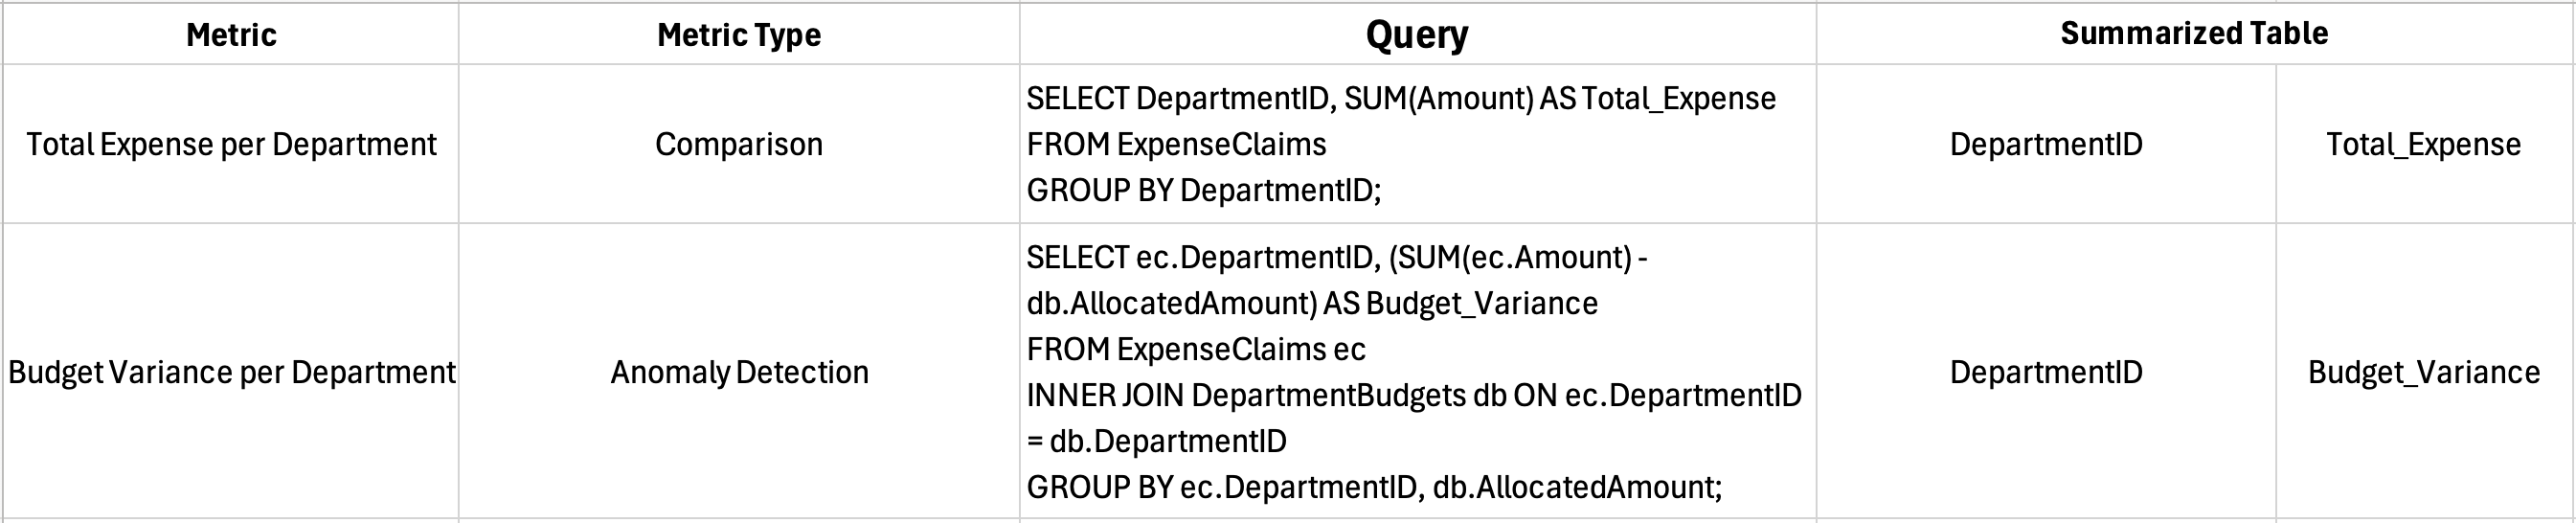 Metric
Metric Type
Query
Summarized Table
Total Expense per Department
Comparison
SELECT DepartmentID, SUM(Amount) AS Total_Expense
FROM ExpenseClaims
GROUP BY DepartmentID;
DepartmentID
Total_Expense
Budget Variance per Department
Anomaly Detection
SELECT ec.DepartmentID, (SUM(ec.Amount) -
db.AllocatedAmount) AS Budget_Variance
FROM ExpenseClaims ec
INNER JOIN DepartmentBudgets db ON ec.DepartmentID
= db.DepartmentID
GROUP BY ec.DepartmentID, db.AllocatedAmount;
DepartmentID
Budget_Variance